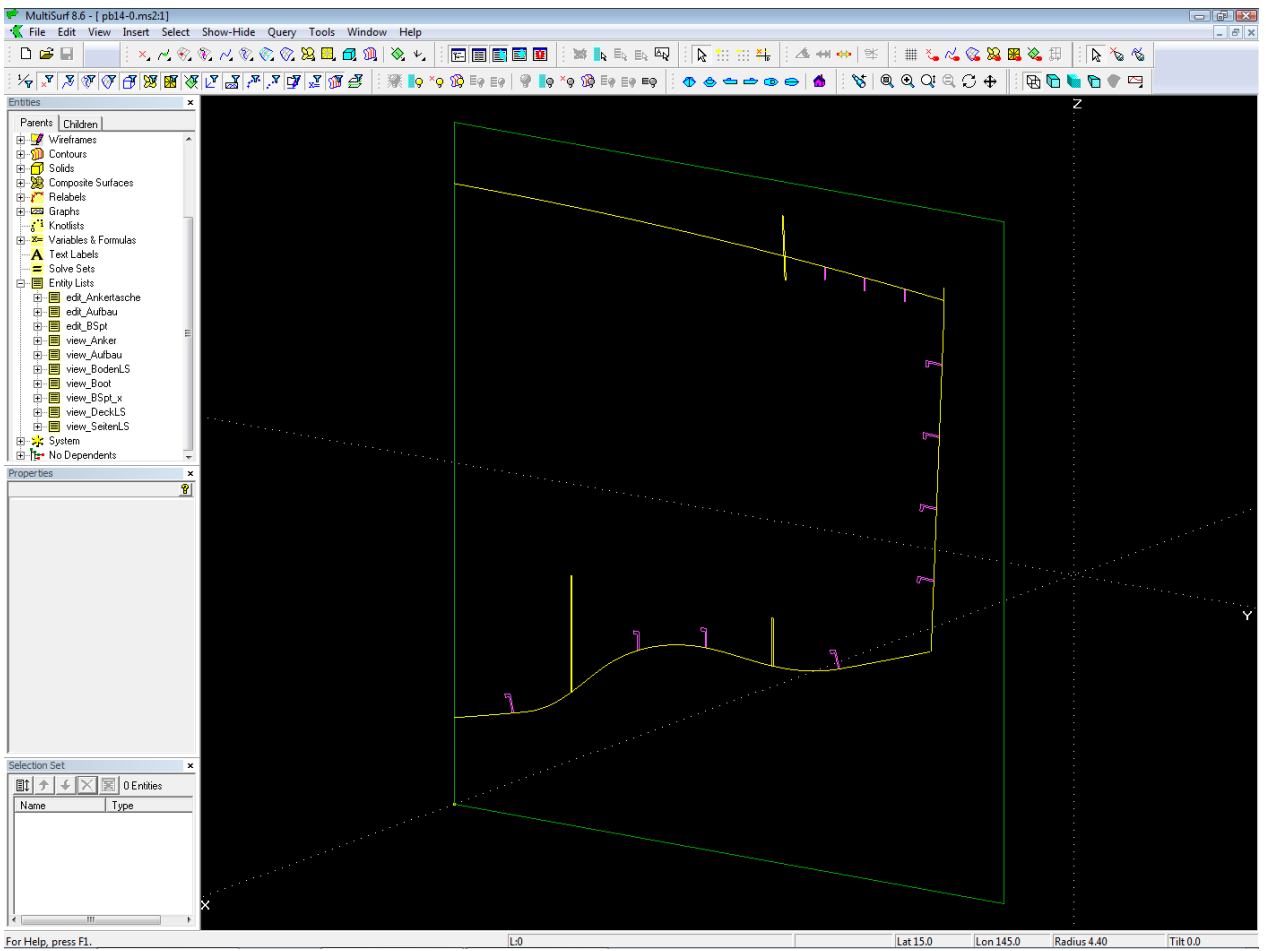 MultiSurf 8.6 - [ pb14-0.ms2:1]
File Edit View Insert Select Show-Hide Query Tools Window Help
Entities
Parents Children
Wireframes
Contours
Solids
Composite Surfaces
Relabels
Graphs
Knotlists
Variables & Formulas
Text Labels
Solve Sets
Entity Lists
edit_Ankertasche
edit_Aufbau
edit_BSpt
view_Anker
view_Aufbau
view_BodenLS
view_Boot
view_BSpt_x
view_DeckLS
view_SeitenLS
System
No Dependents
Properties
Selection Set
0 Entities
Name Type
Z
Y
X
For Help, press F1. L:0 Lat 15.0 Lon 145.0 Radius 4.40 Tilt 0.0